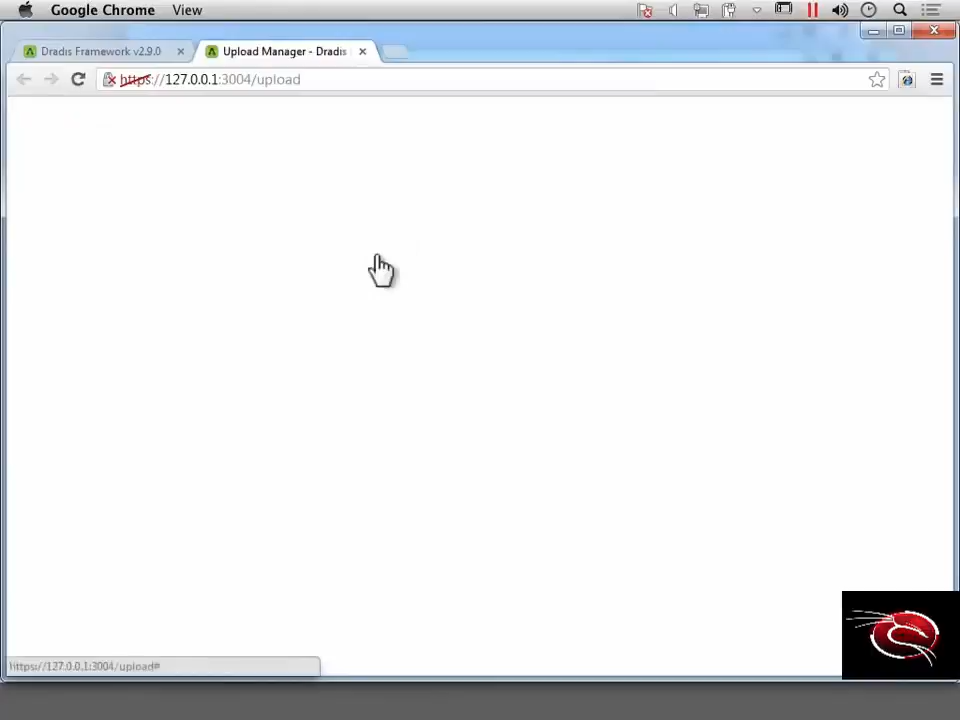 Google Chrome View
Dradis Framework v2.9.0
Upload Manager - Dradis
https://127.0.0.1:3004/upload
https://127.0.0.1:3004/upload#